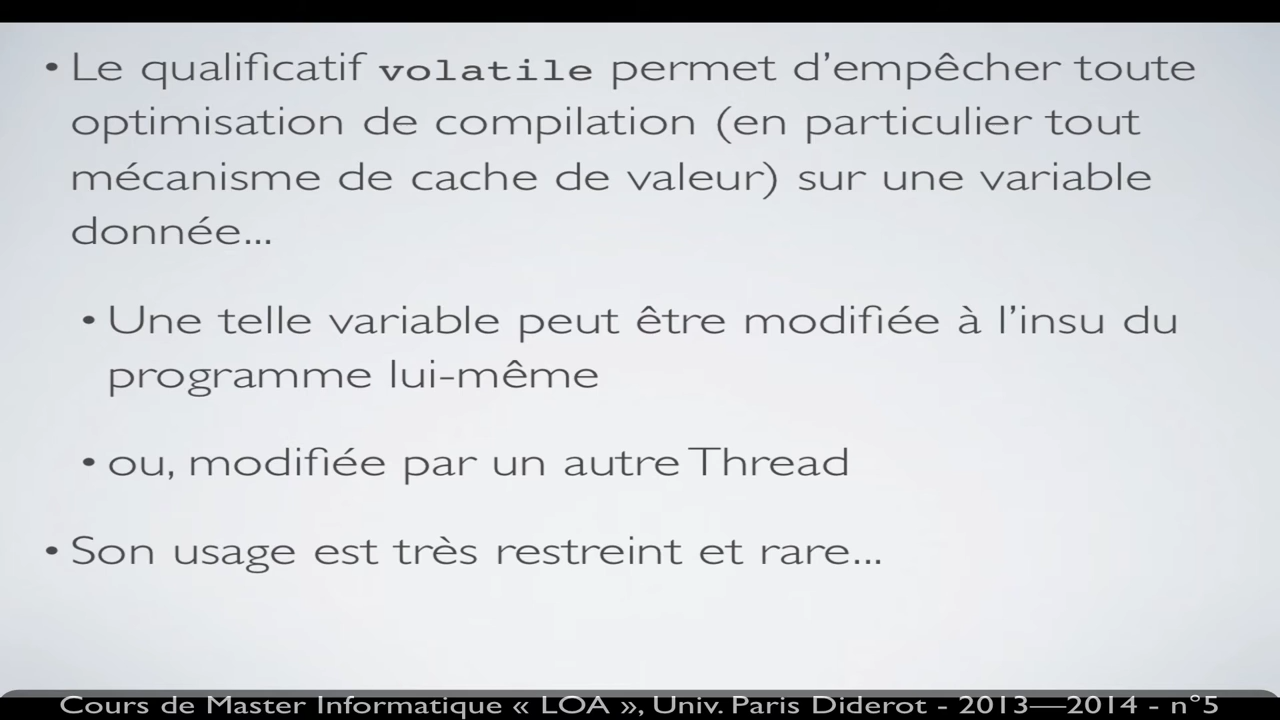 • Le qualificatif volatile permet d’empêcher toute
optimisation de compilation (en particulier tout
mécanisme de cache de valeur) sur une variable
donnée...
• Une telle variable peut être modifiée à l’insu du
programme lui-même
• ou, modifiée par un autre Thread
• Son usage est très restreint et rare...
Cours de Master Informatique « LOA », Univ. Paris Diderot - 2013—2014 - n°5